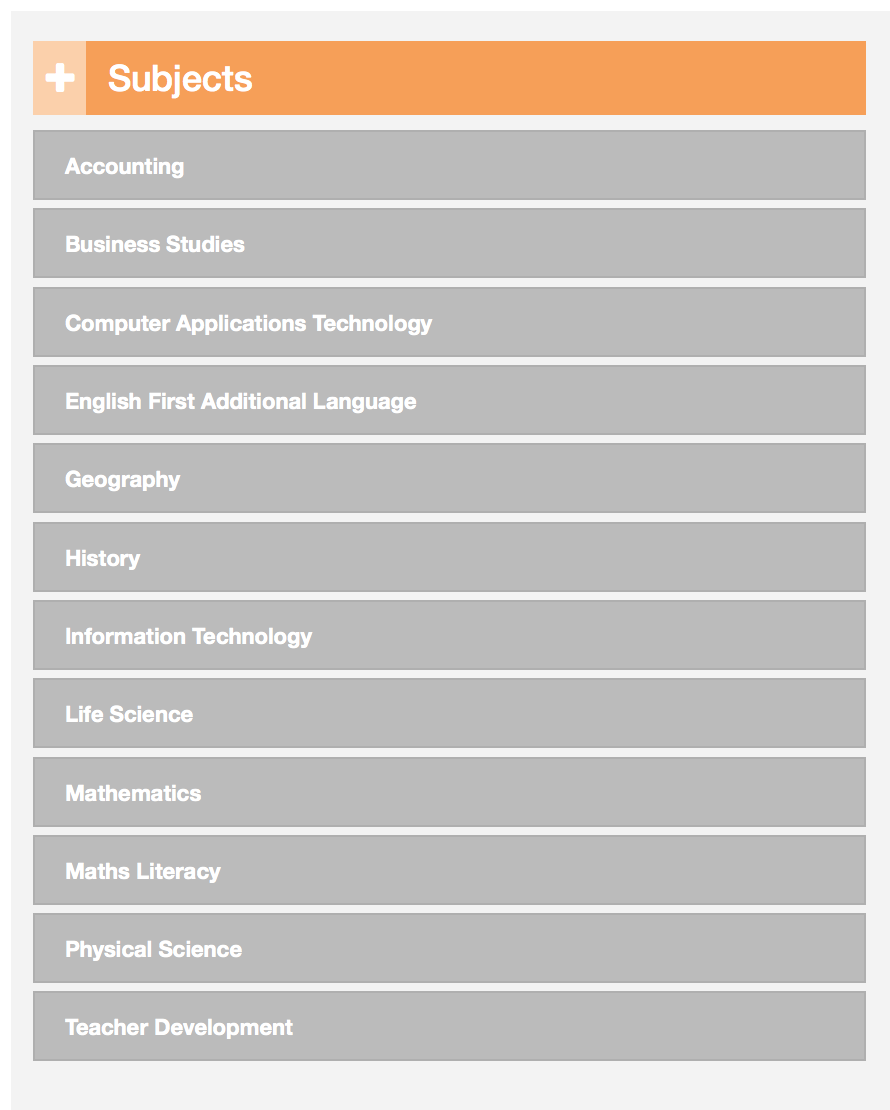 Subjects
Accounting
Business Studies
Computer Applications Technology
English First Additional Language
Geography
History
Information Technology
Life Science
Mathematics
Maths Literacy
Physical Science
Teacher Development